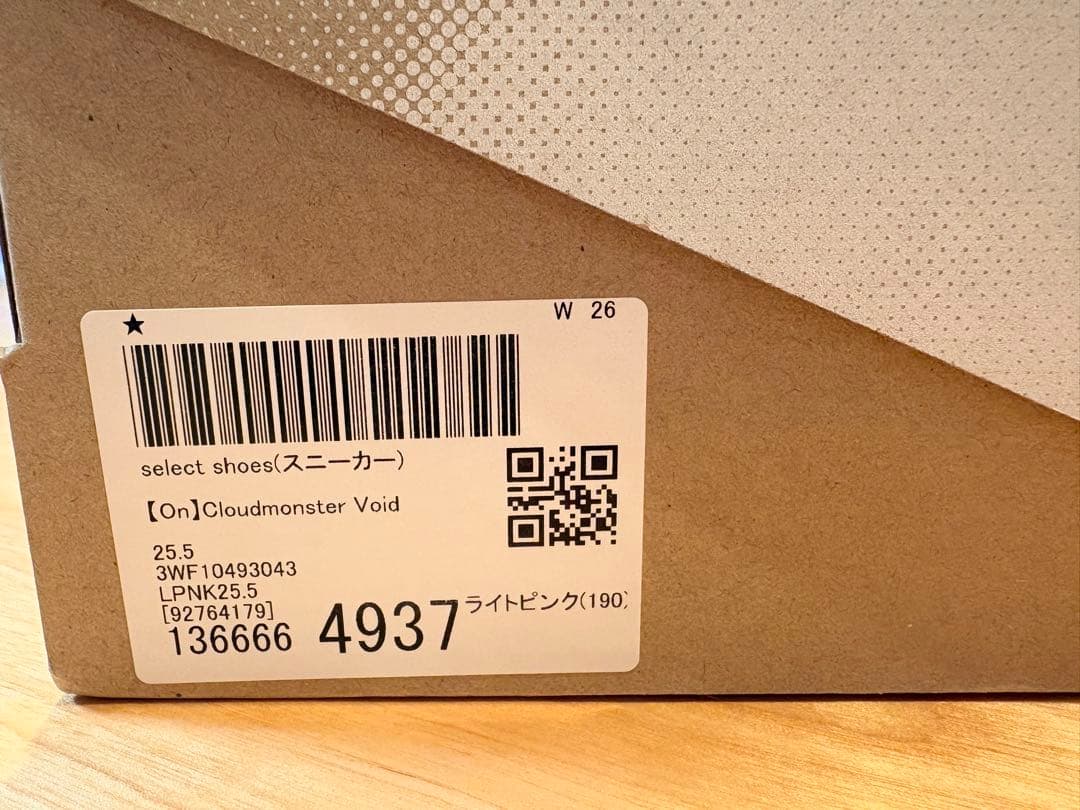 ★
W 26
select shoes(スニーカー)
【On】Cloudmonster Void
25.5
3WF10493043
LPNK25.5
[92764179]
ライトピンク(190)
136666 4937